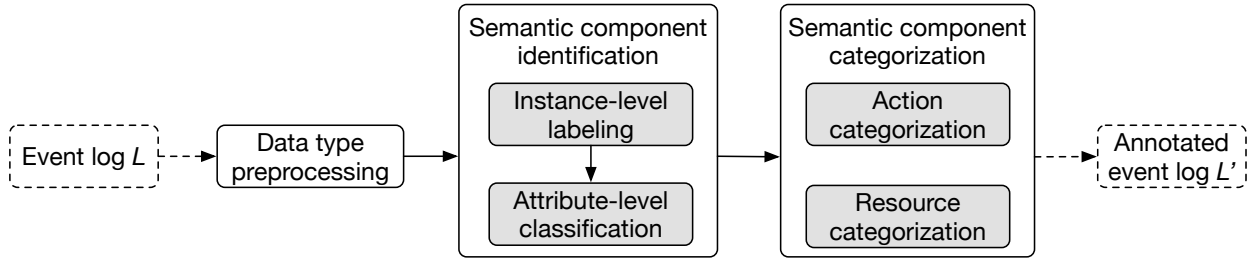 Event log L
Data type
preprocessing
Semantic component
identification
Instance-level
labeling
Attribute-level
classification
Semantic component
categorization
Action
categorization
Resource
categorization
Annotated
event log L'